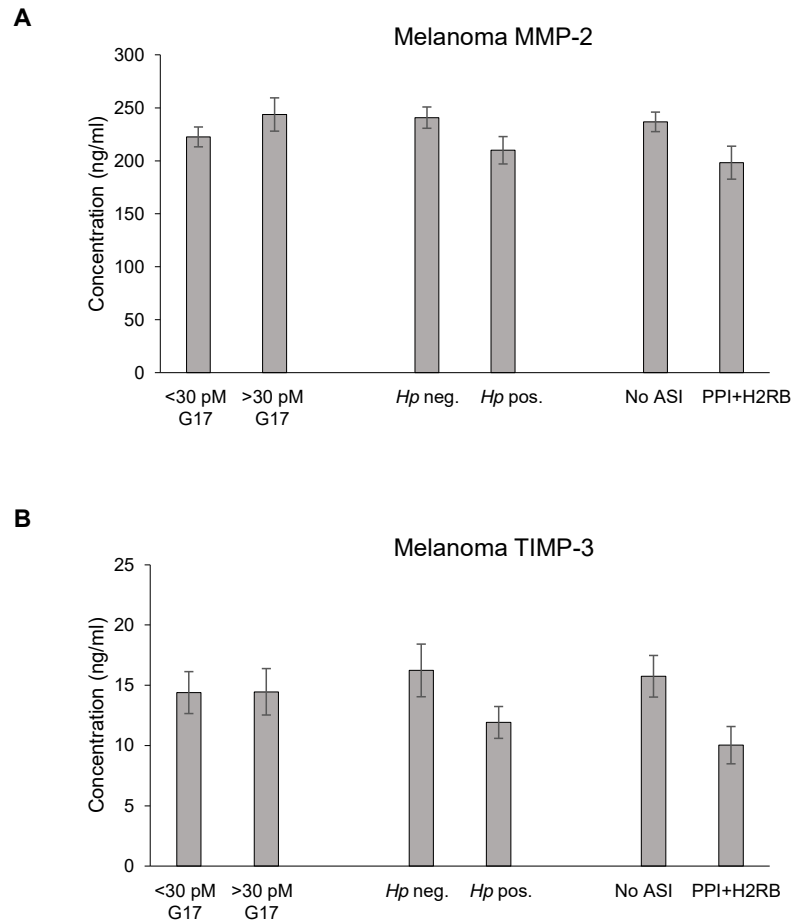 A
Melanoma MMP-2
Concentration (ng/ml)
300
250
200
150
100
50
0
<30 pM G17
>30 pM G17
Hp neg.
Hp pos.
No ASI
PPI+H2RB
B
Melanoma TIMP-3
Concentration (ng/ml)
25
20
15
10
5
0
<30 pM G17
>30 pM G17
Hp neg.
Hp pos.
No ASI
PPI+H2RB